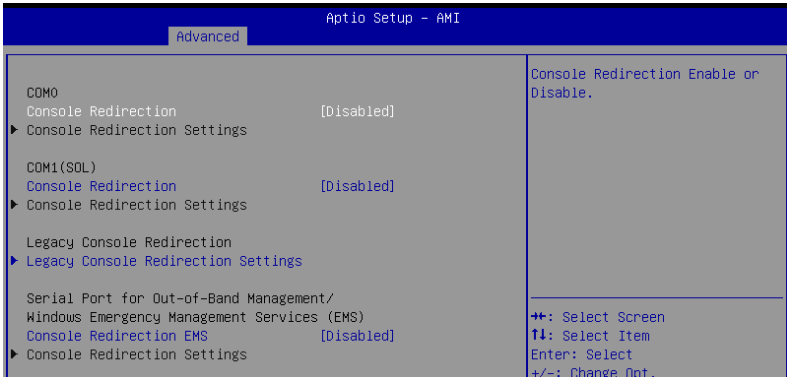 Aptio Setup - AMI
Advanced
COM0
Console Redirection [Disabled]
Console Redirection Settings
COM1(SOL)
Console Redirection [Disabled]
Console Redirection Settings
Legacy Console Redirection
Legacy Console Redirection Settings
Serial Port for Out-of-Band Management/
Windows Emergency Management Services (EMS)
Console Redirection EMS [Disabled]
Console Redirection Settings
Console Redirection Enable or
Disable.
→←: Select Screen
↑↓: Select Item
Enter: Select
+/-: Change Opt.